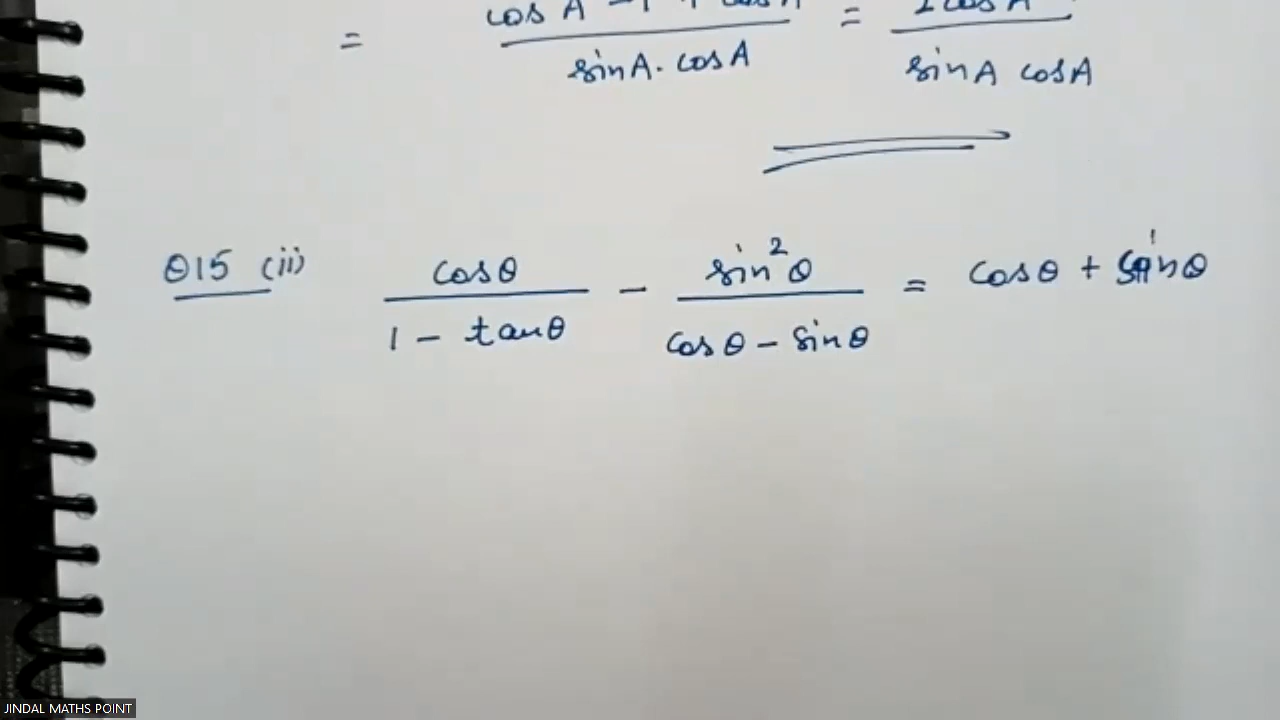 = / sinA. cosA = / sinA cosA
Q15 (ii) cosθ / 1 - tanθ - sin²θ / cosθ - sinθ = cosθ + sinθ
JINDAL MATHS POINT